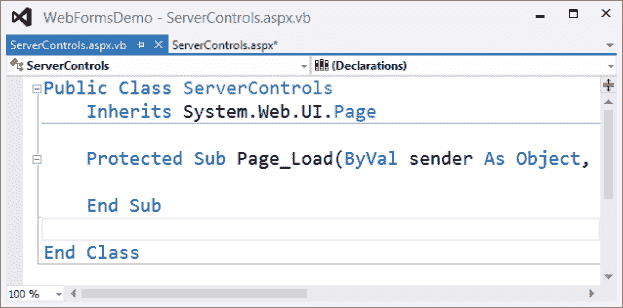 WebFormsDemo - ServerControls.aspx.vb
ServerControls.aspx.vb ServerControls.aspx*
ServerControls (Declarations)
Public Class ServerControls
Inherits System.Web.UI.Page
Protected Sub Page_Load(ByVal sender As Object,
End Sub
End Class
100 %